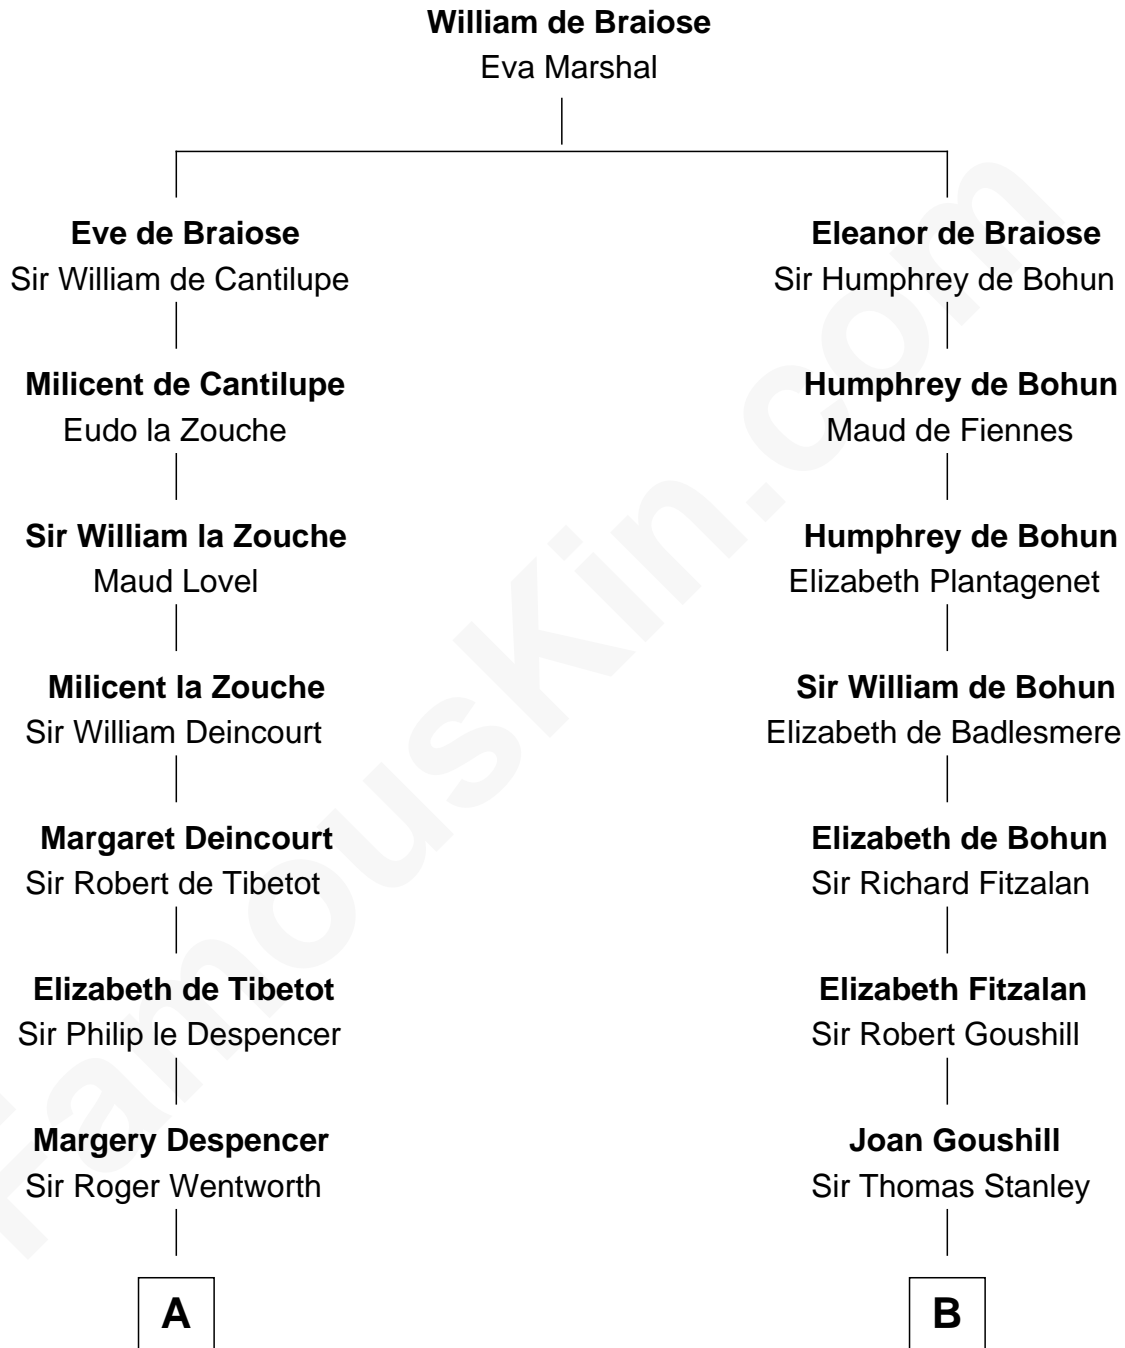 William de Braiose
Eva Marshal
Eve de Braiose
Sir William de Cantilupe
Eleanor de Braiose
Sir Humphrey de Bohun
Milicent de Cantilupe
Eudo la Zouche
Humphrey de Bohun
Maud de Fiennes
Sir William la Zouche
Maud Lovel
Humphrey de Bohun
Elizabeth Plantagenet
Milicent la Zouche
Sir William Deincourt
Sir William de Bohun
Elizabeth de Badlesmere
Margaret Deincourt
Sir Robert de Tibetot
Elizabeth de Bohun
Sir Richard Fitzalan
Elizabeth de Tibetot
Sir Philip le Despencer
Elizabeth Fitzalan
Sir Robert Goushill
Margery Despencer
Sir Roger Wentworth
Joan Goushill
Sir Thomas Stanley
A
B
FamousKin.com